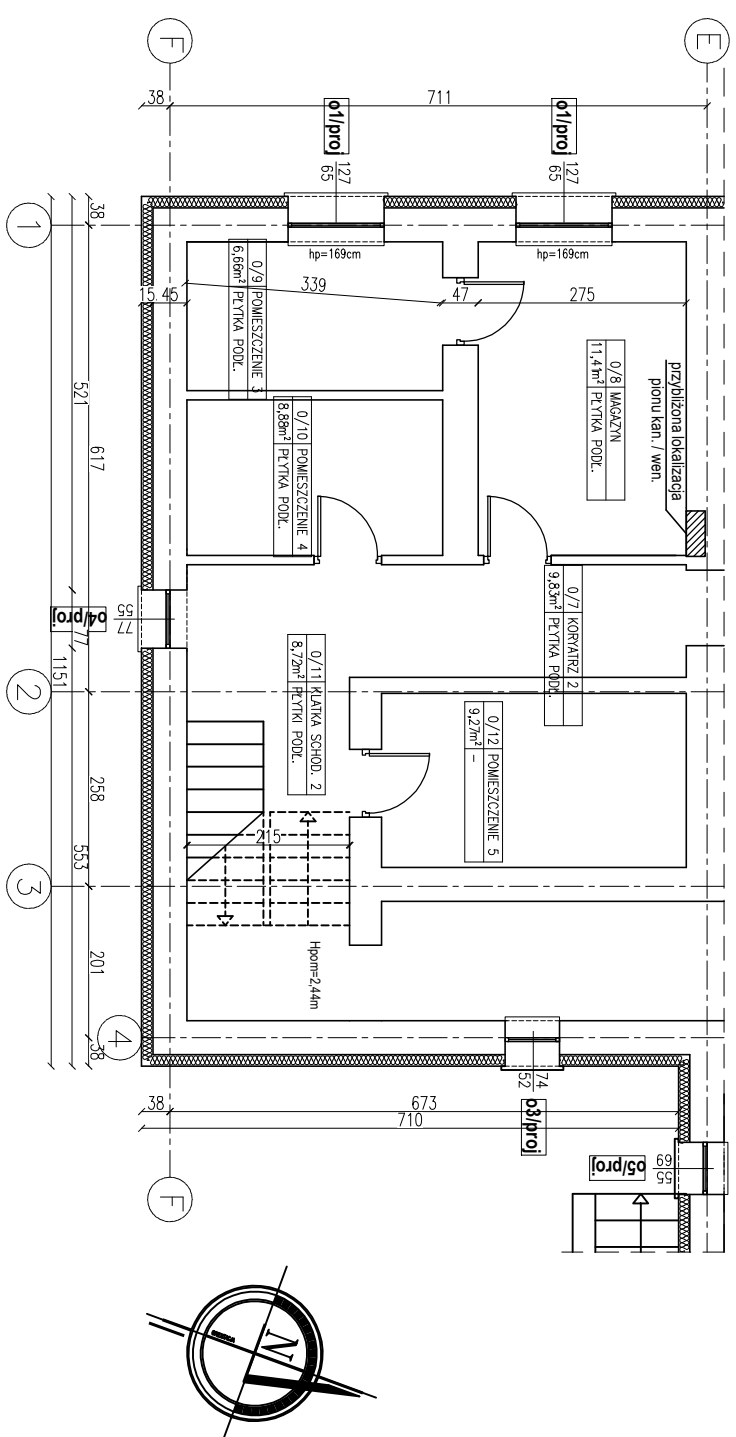 F
E
38
711
o1/proj
127
65
o1/proj
127
65
hp=169cm
hp=169cm
1
38
15.45
339
47
275
0/9 POMIESZCZENIE 3
6,66m² PŁYTKA PODŁ.
0/8 MAGAZYN
11,41m² PŁYTKA PODŁ.
przybliżona lokalizacja
pionu kan. / wen.
0/10 POMIESZCZENIE 4
8,88m² PŁYTKA PODŁ.
521
617
0/7 KORYATRZ 2
9,83m² PŁYTKA PODŁ.
o4/proj
55
77
77
1151
2
0/11 KLATKA SCHOD. 2
8,72m² PŁYTKI PODŁ.
0/12 POMIESZCZENIE 5
9,27m² –
258
553
215
3
201
Hpom=2,44m
4
38
74
52
o3/proj
38
673
710
o5/proj
69
55
F
N